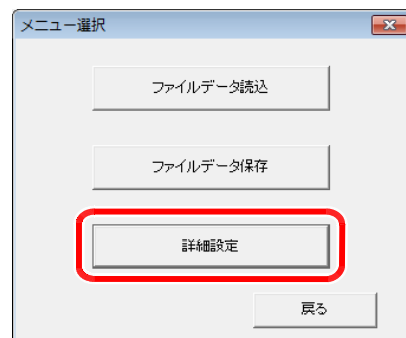 メニュー選択
ファイルデータ読込
ファイルデータ保存
詳細設定
戻る